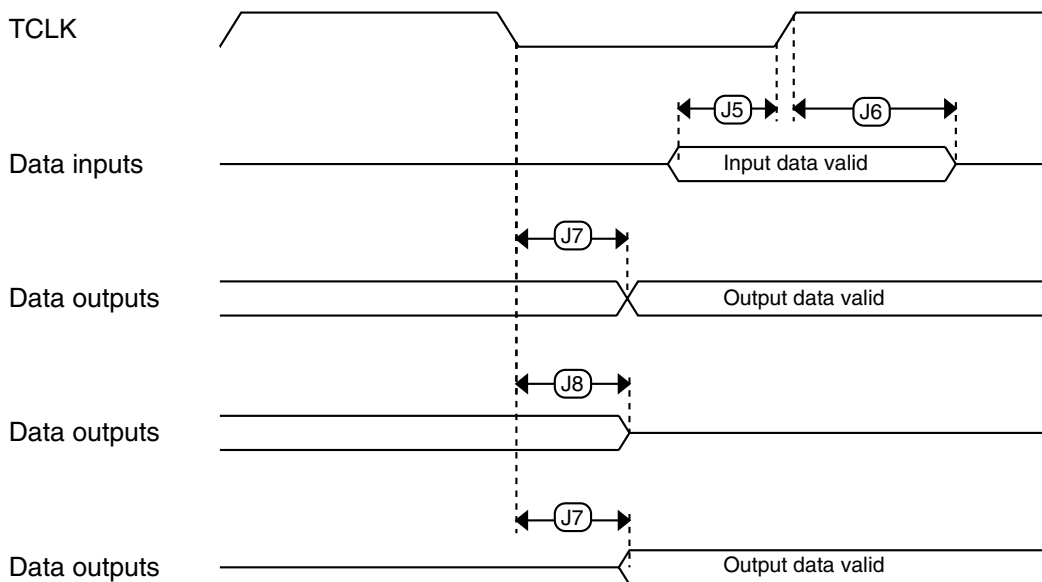 TCLK
J5
J6
Data inputs
Input data valid
J7
Data outputs
Output data valid
J8
Data outputs
J7
Data outputs
Output data valid